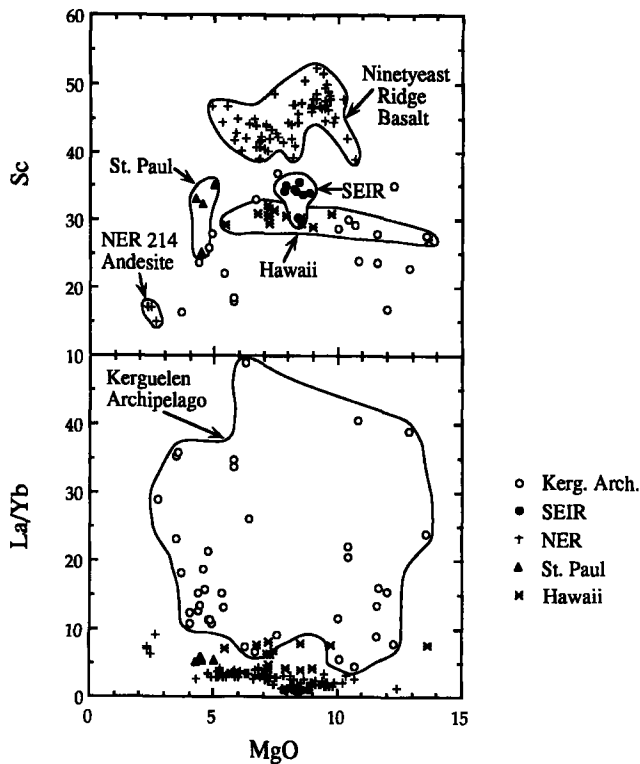 60
50
40
30
20
10
Sc
Ninetyeast
Ridge
Basalt
St. Paul
SEIR
NER 214
Andesite
Hawaii
Kerguelen
Archipelago
40
30
20
10
0
La/Yb
0
5
10
15
MgO
Kerg. Arch.
SEIR
NER
St. Paul
Hawaii